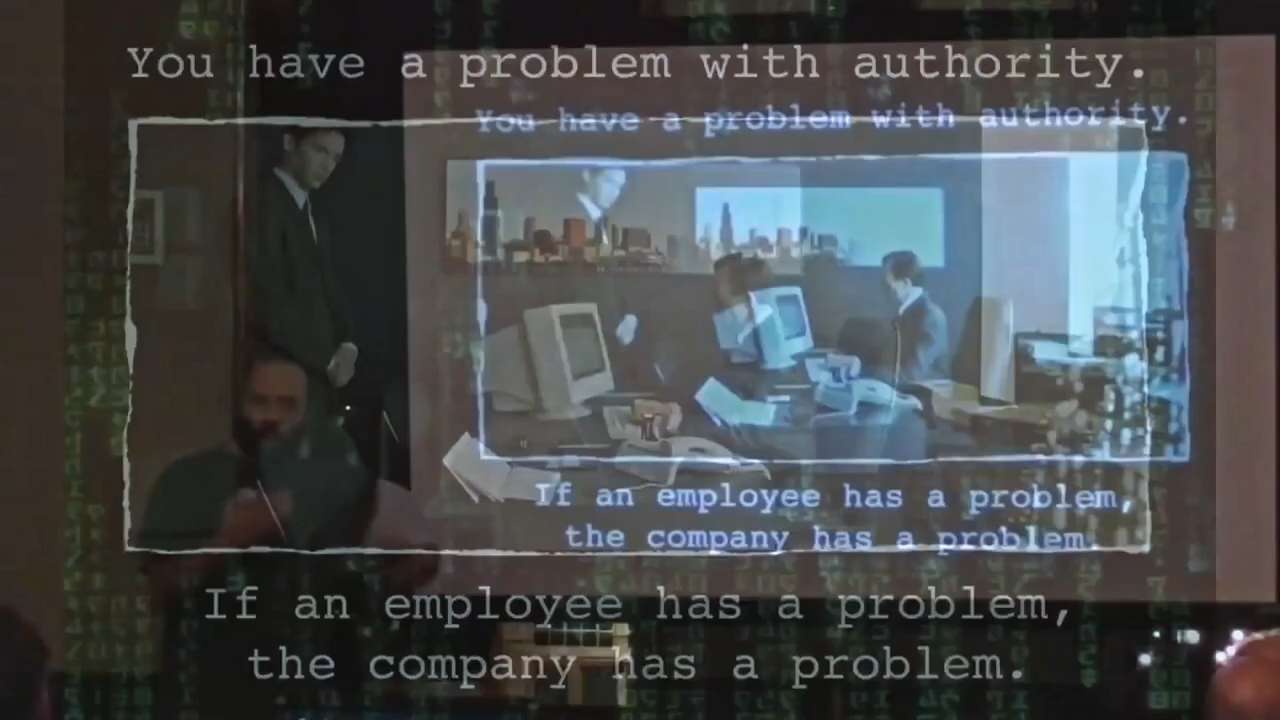 You have a problem with authority.
You have a problem with authority.
If an employee has a problem,
the company has a problem.
If an employee has a problem,
the company has a problem.